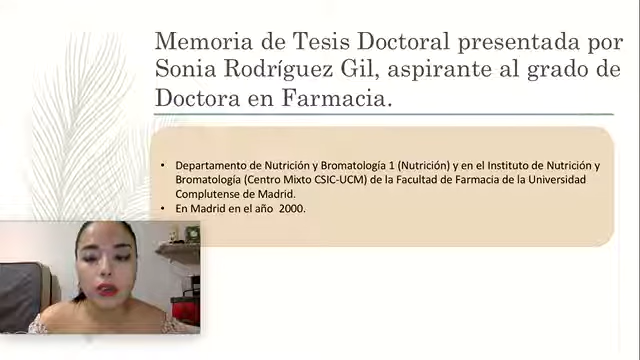 Memoria de Tesis Doctoral presentada por
Sonia Rodríguez Gil, aspirante al grado de
Doctora en Farmacia.
• Departamento de Nutrición y Bromatología 1 (Nutrición) y en el Instituto de Nutrición y
Bromatología (Centro Mixto CSIC-UCM) de la Facultad de Farmacia de la Universidad
Complutense de Madrid.
• En Madrid en el año  2000.